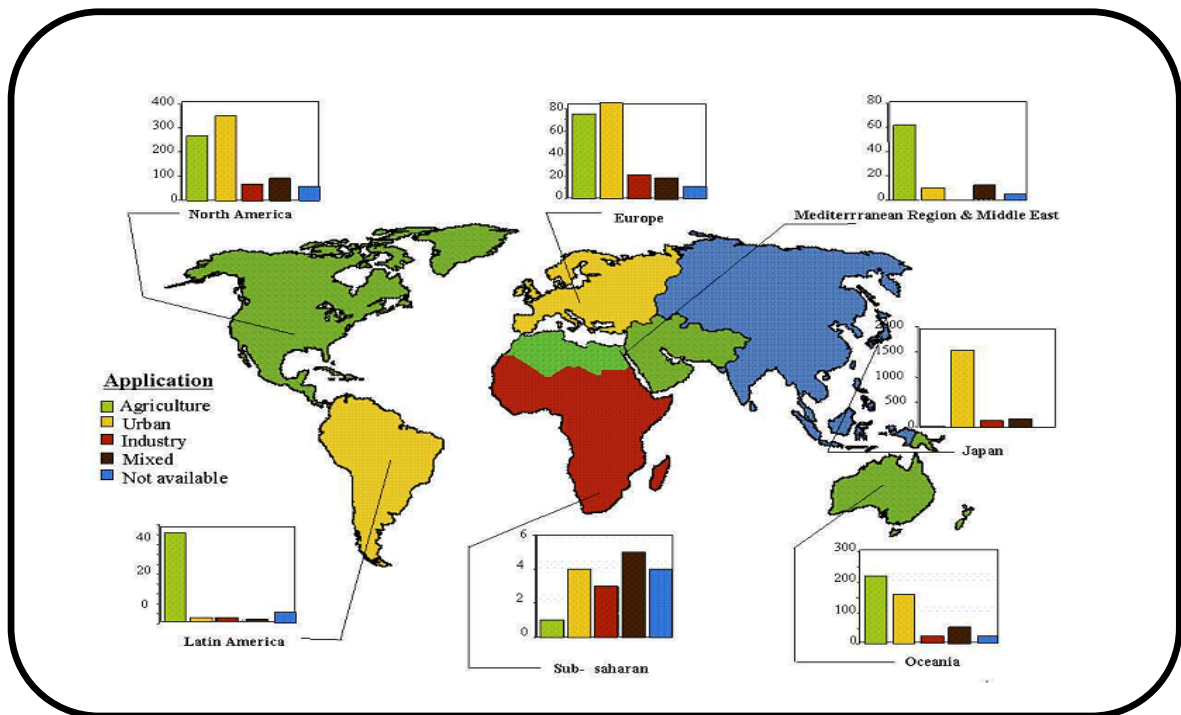 400
300
200
100
0
North America
80
60
40
20
0
Europe
80
60
40
20
0
Mediterrranean Region & Middle East
2000
1500
1000
500
0
Japan
Application
Agriculture
Urban
Industry
Mixed
Not available
40
20
0
Latin America
6
4
2
0
Sub- saharan
300
200
100
0
Oceania